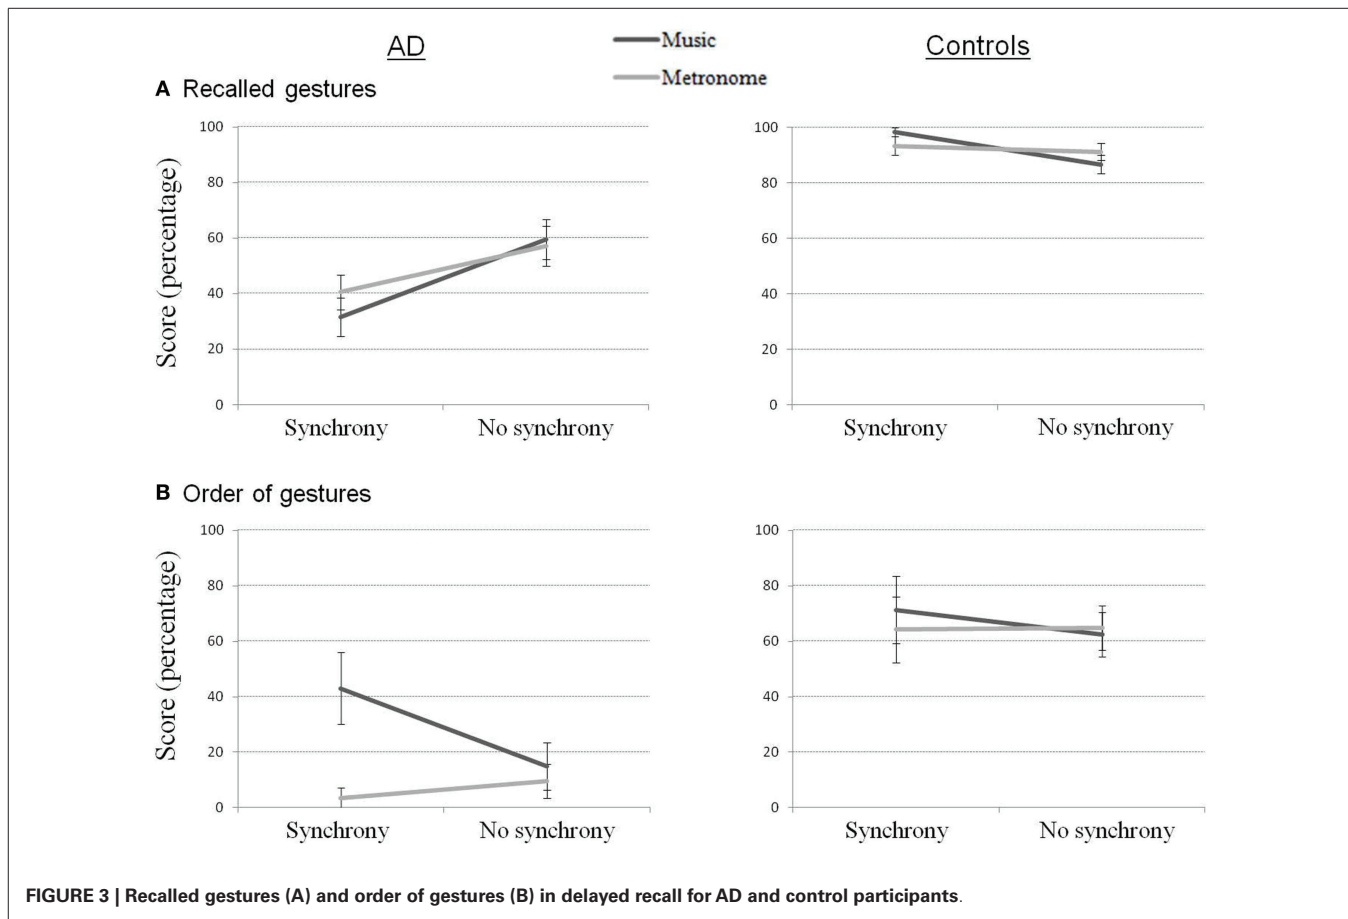 AD
Music
Metronome
Controls
A Recalled gestures
Score (percentage)
100
80
60
40
20
0
Synchrony No synchrony
100
80
60
40
20
0
Synchrony No synchrony
B Order of gestures
Score (percentage)
100
80
60
40
20
0
Synchrony No synchrony
100
80
60
40
20
0
Synchrony No synchrony
FIGURE 3 | Recalled gestures (A) and order of gestures (B) in delayed recall for AD and control participants.